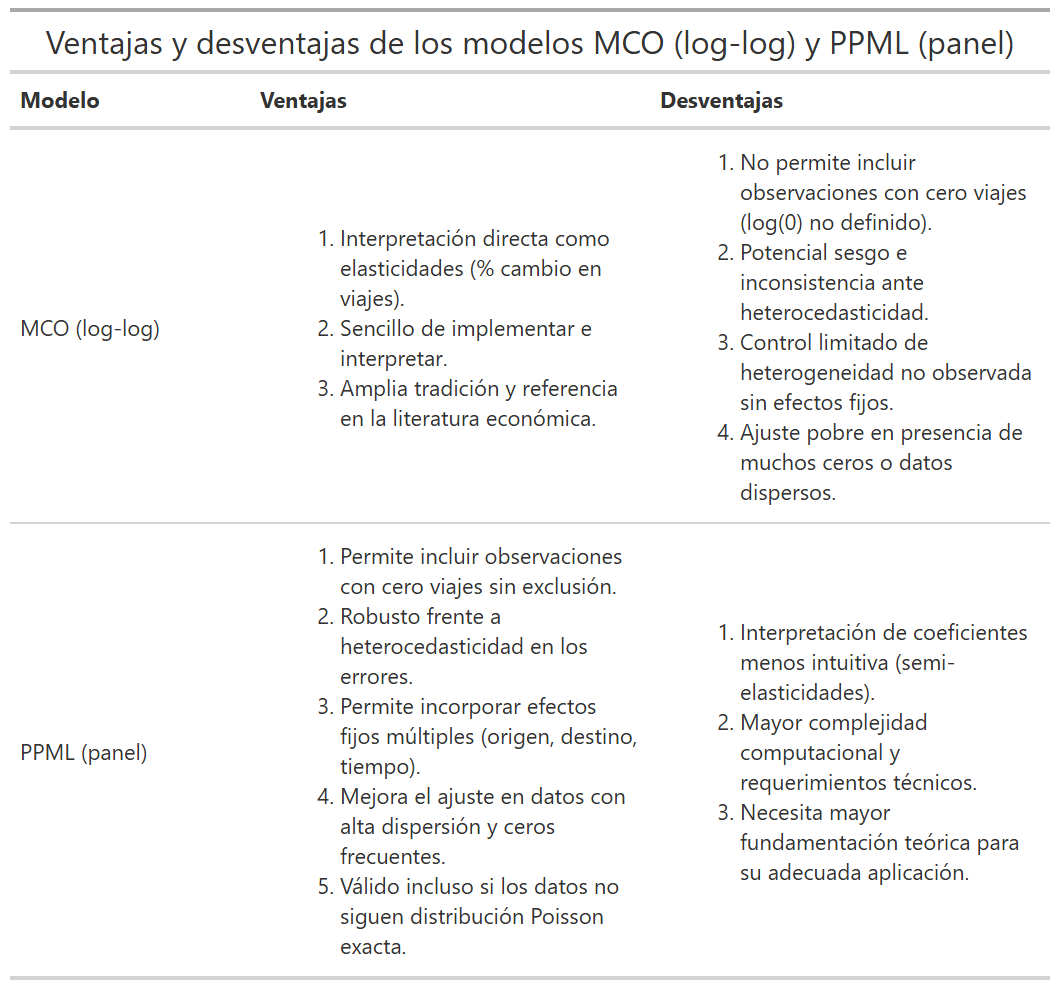 Ventajas y desventajas de los modelos MCO (log-log) y PPML (panel)
Modelo
Ventajas
Desventajas
MCO (log-log)
1. Interpretación directa como
elasticidades (% cambio en
viajes).
2. Sencillo de implementar e
interpretar.
3. Amplia tradición y referencia
en la literatura económica.
1. No permite incluir
observaciones con cero viajes
(log(0) no definido).
2. Potencial sesgo e
inconsistencia ante
heterocedasticidad.
3. Control limitado de
heterogeneidad no observada
sin efectos fijos.
4. Ajuste pobre en presencia de
muchos ceros o datos
dispersos.
PPML (panel)
1. Permite incluir observaciones
con cero viajes sin exclusión.
2. Robusto frente a
heterocedasticidad en los
errores.
3. Permite incorporar efectos
fijos múltiples (origen, destino,
tiempo).
4. Mejora el ajuste en datos con
alta dispersión y ceros
frecuentes.
5. Válido incluso si los datos no
siguen distribución Poisson
exacta.
1. Interpretación de coeficientes
menos intuitiva (semi-
elasticidades).
2. Mayor complejidad
computacional y
requerimientos técnicos.
3. Necesita mayor
fundamentación teórica para
su adecuada aplicación.